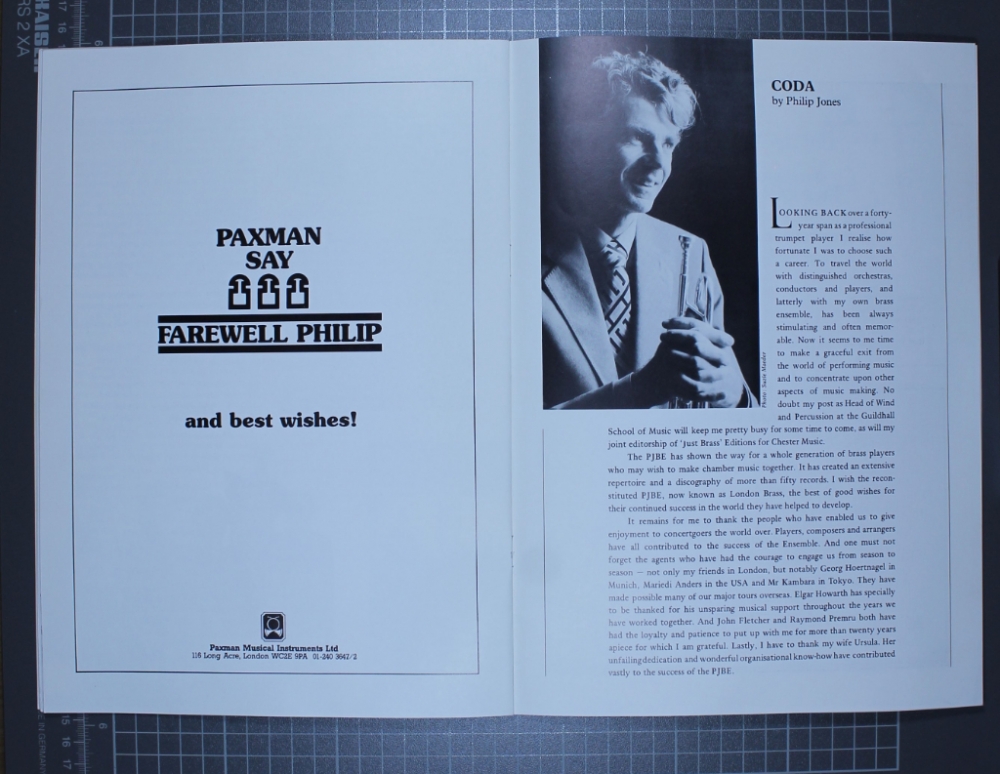 PAXMAN
SAY
FAREWELL PHILIP
and best wishes!
Paxman Musical Instruments Ltd
116 Long Acre, London WC2E 9PA 01-240 3647/2
CODA
by Philip Jones
LOOKING BACK over a forty-
year span as a professional
trumpet player I realise how
fortunate I was to choose such
a career. To travel the world
with distinguished orchestras,
conductors and players, and
latterly with my own brass
ensemble, has been always
stimulating and often memor-
able. Now it seems to me time
to make a graceful exit from
the world of performing music
and to concentrate upon other
aspects of music making. No
doubt my post as Head of Wind
and Percussion at the Guildhall
School of Music will keep me pretty busy for some time to come, as will my
joint editorship of 'Just Brass' Editions for Chester Music.
The PJBE has shown the way for a whole generation of brass players
who may wish to make chamber music together. It has created an extensive
repertoire and a discography of more than fifty records. I wish the recon-
stituted PJBE, now known as London Brass, the best of good wishes for
their continued success in the world they have helped to develop.
It remains for me to thank the people who have enabled us to give
enjoyment to concertgoers the world over. Players, composers and arrangers
have all contributed to the success of the Ensemble. And one must not
forget the agents who have had the courage to engage us from season to
season — not only my friends in London, but notably Georg Hoertnagel in
Munich, Mariedi Anders in the USA and Mr Kambara in Tokyo. They have
made possible many of our major tours overseas. Elgar Howarth has specially
to be thanked for his unsparing musical support throughout the years we
have worked together. And John Fletcher and Raymond Premru both have
had the loyalty and patience to put up with me for more than twenty years
apiece for which I am grateful. Lastly, I have to thank my wife Ursula. Her
unfailing dedication and wonderful organisational know-how have contributed
vastly to the success of the PJBE.
Photo: Suzie Maeder
RS 2 XA
17
16
6
15
16
17
6